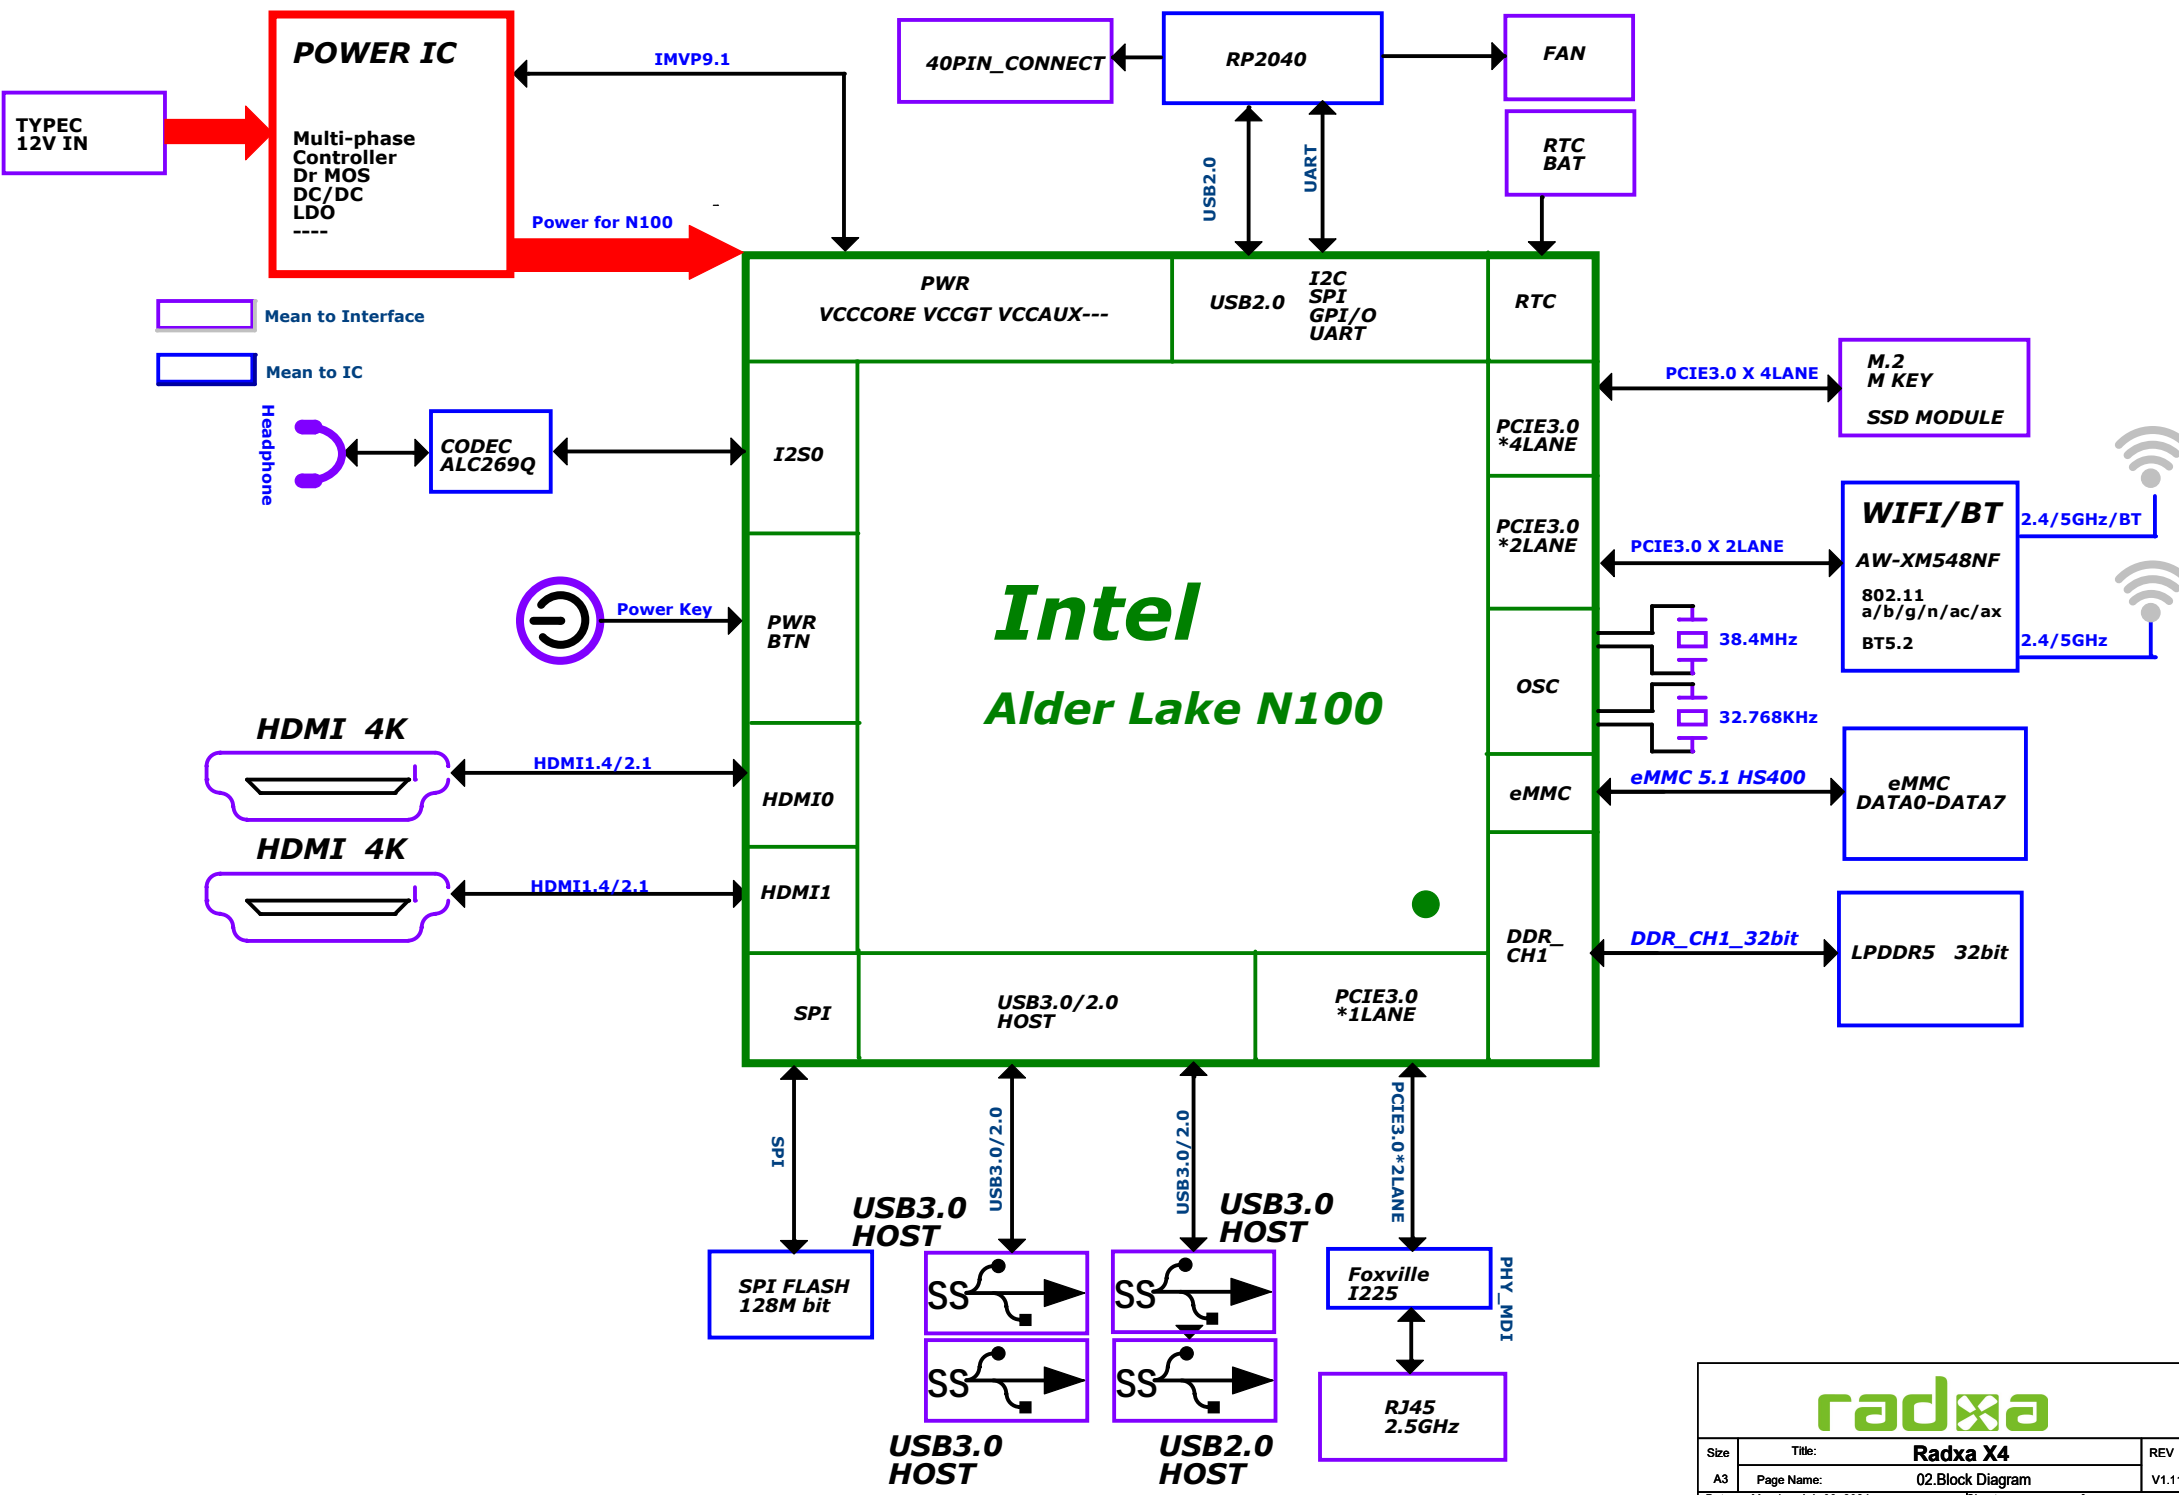 POWER IC
Multi-phase
Controller
Dr MOS
DC/DC
LDO
----
TYPEC
12V IN
IMVP9.1
Power for N100
-
40PIN_CONNECT
RP2040
FAN
RTC
BAT
USB2.0
UART
Mean to Interface
Mean to IC
PWR
VCCCORE VCCGT VCCAUX---
USB2.0
I2C
SPI
GPI/O
UART
RTC
Headphone
CODEC
ALC269Q
I2S0
Power Key
PWR
BTN
HDMI 4K
HDMI1.4/2.1
HDMI0
HDMI 4K
HDMI1.4/2.1
HDMI1
Intel
Alder Lake N100
PCIE3.0
*4LANE
PCIE3.0 X 4LANE
M.2
M KEY
SSD MODULE
PCIE3.0
*2LANE
PCIE3.0 X 2LANE
WIFI/BT
AW-XM548NF
802.11
a/b/g/n/ac/ax
BT5.2
2.4/5GHz/BT
2.4/5GHz
OSC
38.4MHz
32.768KHz
eMMC
eMMC 5.1 HS400
eMMC
DATA0-DATA7
DDR_
CH1
DDR_CH1_32bit
LPDDR5 32bit
SPI
USB3.0/2.0
HOST
PCIE3.0
*1LANE
SPI
USB3.0/2.0
USB3.0/2.0
PCIE3.0*2LANE
SPI FLASH
128M bit
USB3.0
HOST
SS
SS
USB3.0
HOST
USB3.0
HOST
SS
SS
USB2.0
HOST
Foxville
I225
PHY_MDI
RJ45
2.5GHz
radxa
Size
A3
Title:
Radxa X4
REV
Page Name:
02.Block Diagram